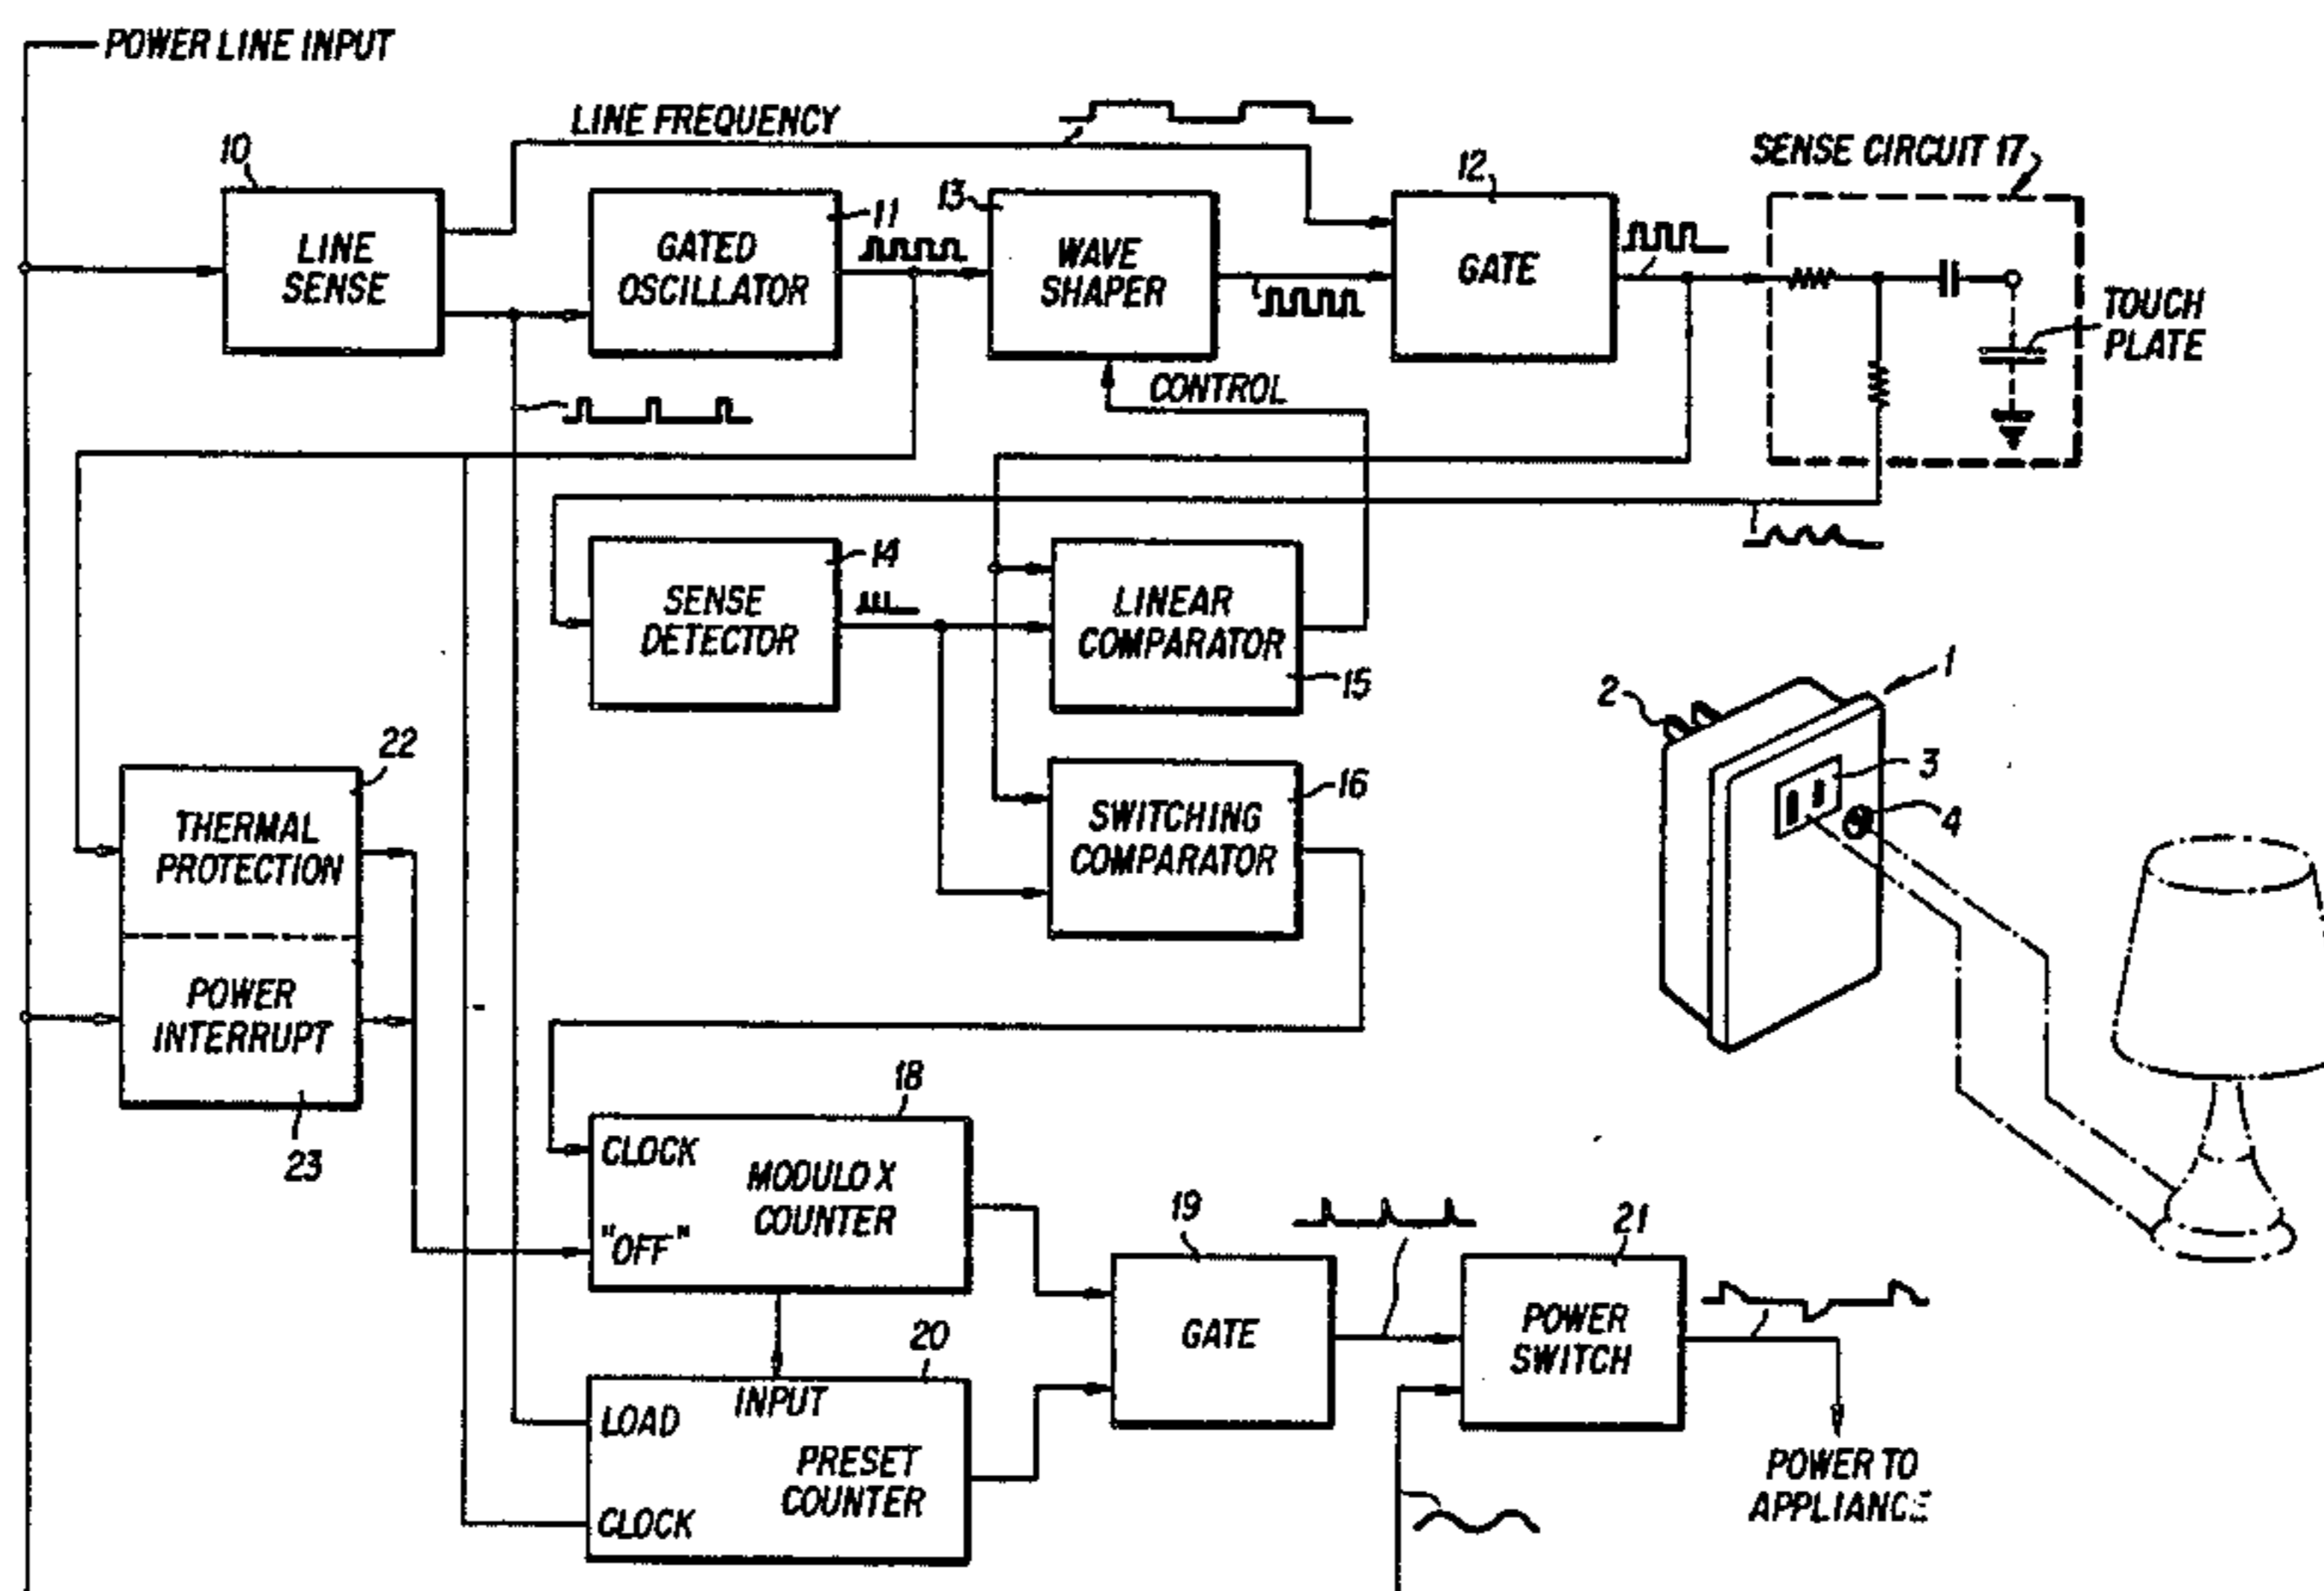 POWER LINE INPUT
LINE FREQUENCY
10
LINE
SENSE
11
GATED
OSCILLATOR
13
WAVE
SHAPER
12
GATE
SENSE CIRCUIT 17
TOUCH
PLATE
CONTROL
14
SENSE
DETECTOR
LINEAR
COMPARATOR
15
16
SWITCHING
COMPARATOR
1
2
3
4
22
THERMAL
PROTECTION
POWER
INTERRUPT
23
18
CLOCK
MODULO X
COUNTER
"OFF"
20
INPUT
LOAD
PRESET
COUNTER
CLOCK
19
GATE
21
POWER
SWITCH
POWER TO
APPLIANCE